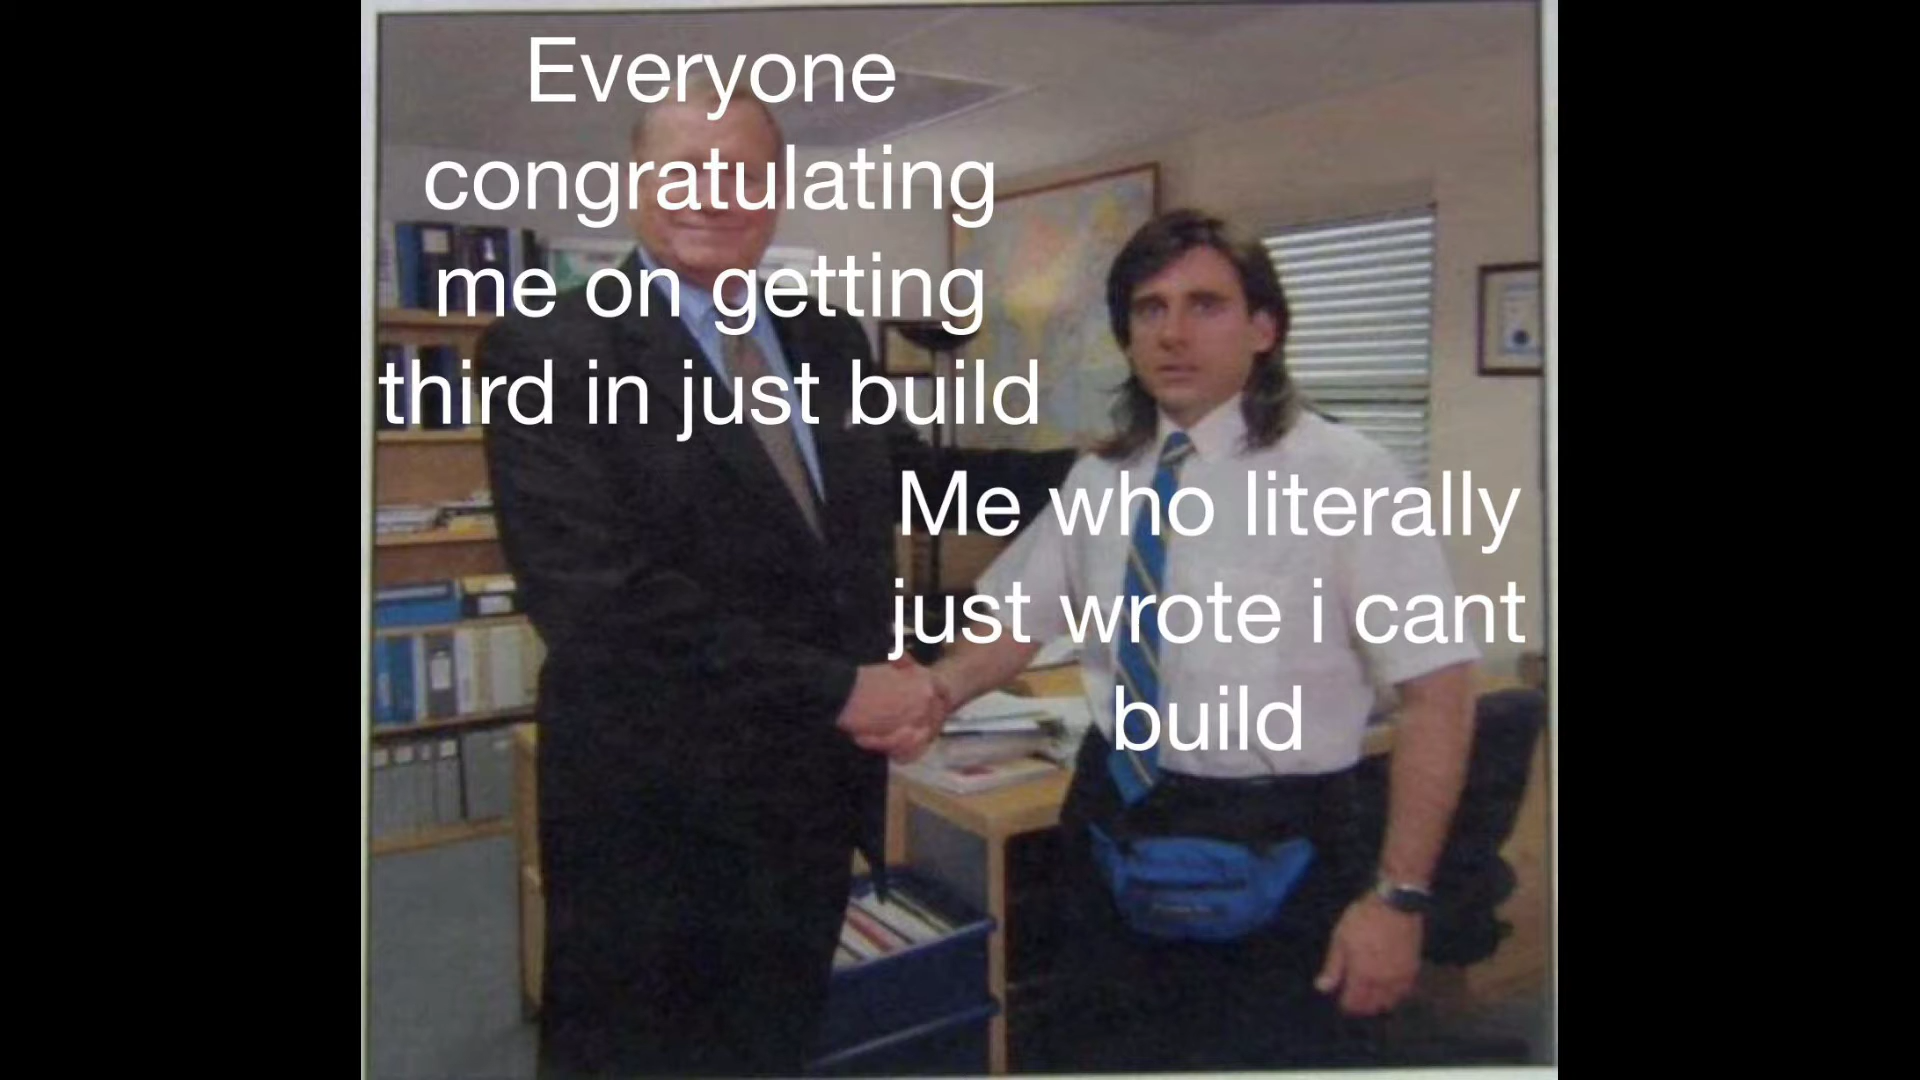 Everyone
congratulating
me on getting
third in just build
Me who literally
just wrote i cant
build